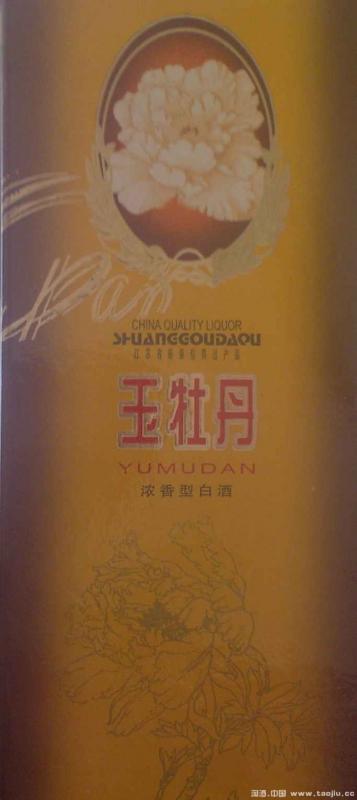 CHINA QUALITY LIQUOR
SHUANGGOUDAQU
玉牡丹
YUMUDAN
浓香型白酒
淘酒.中国 www.taojiu.cc